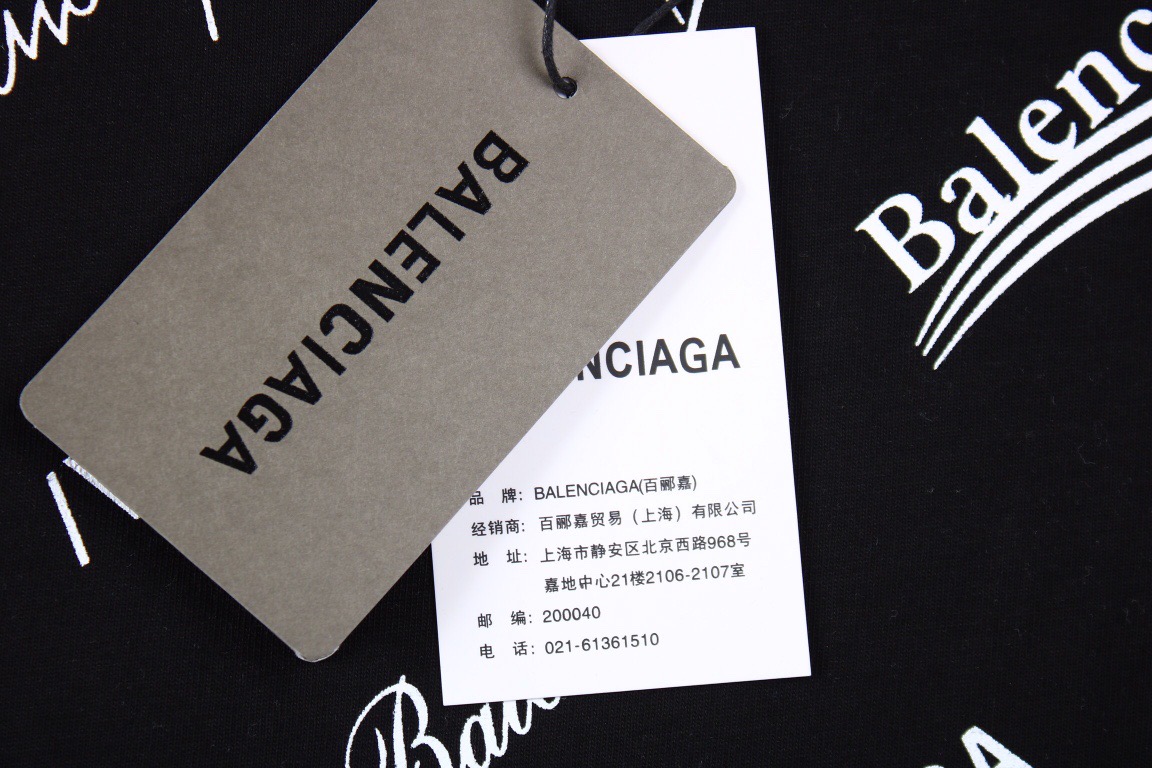 BALENCIAGA
NCIAGA
品 牌：BALENCIAGA(百郦嘉)
经销商：百郦嘉贸易（上海）有限公司
地 址：上海市静安区北京西路968号
嘉地中心21楼2106-2107室
邮 编：200040
电 话：021-61361510
Balenc
Bale
GA